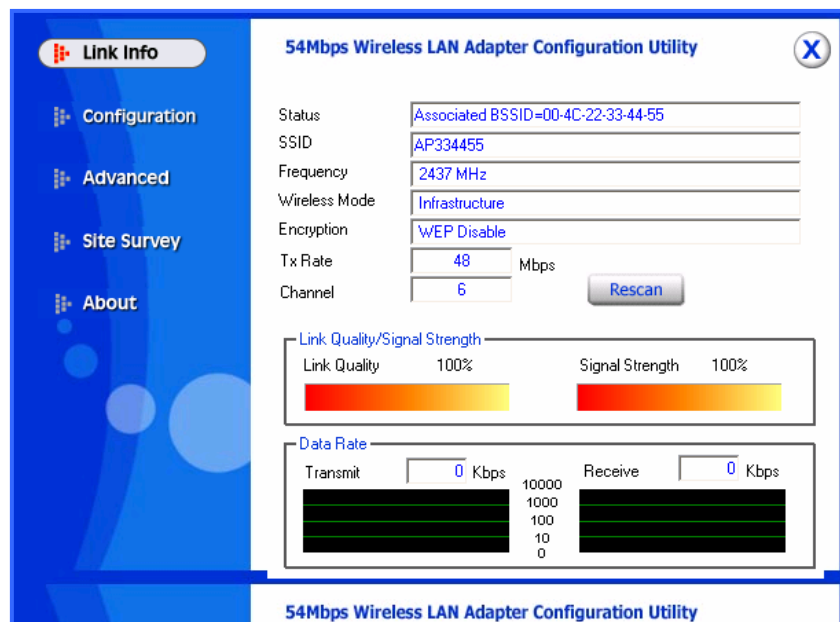 Link Info
Configuration
Advanced
Site Survey
About
54Mbps Wireless LAN Adapter Configuration Utility
X
Status Associated BSSID=00-4C-22-33-44-55
SSID AP334455
Frequency 2437 MHz
Wireless Mode Infrastructure
Encryption WEP Disable
Tx Rate 48 Mbps
Channel 6 Rescan
Link Quality/Signal Strength
Link Quality 100% Signal Strength 100%
Data Rate
Transmit 0 Kbps Receive 0 Kbps
10000
1000
100
10
0
54Mbps Wireless LAN Adapter Configuration Utility